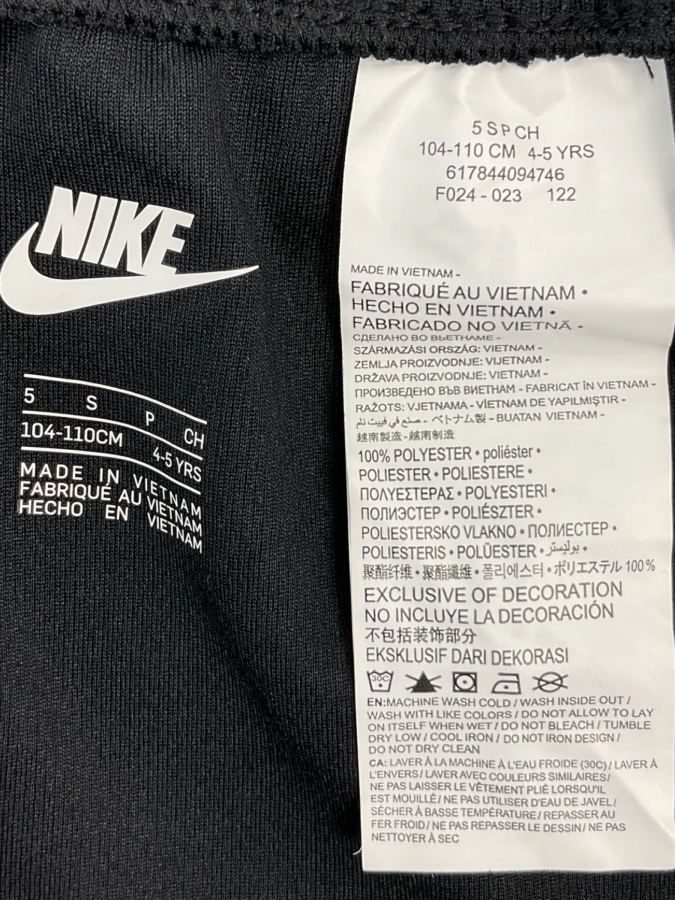 NIKE
5 S P CH
104-110CM 4-5 YRS
MADE IN VIETNAM
FABRIQUÉ AU VIETNAM
HECHO EN VIETNAM
5 S P CH
104-110 CM 4-5 YRS
617844094746
F024 - 023 122
MADE IN VIETNAM -
FABRIQUÉ AU VIETNAM •
HECHO EN VIETNAM •
FABRICADO NO VIETNÃ -
СДЕЛАНО ВО ВЬЕТНАМЕ -
SZÁRMAZÁSI ORSZÁG: VIETNAM -
ZEMLJA PROIZVODNJE: VIJETNAM -
DRŽAVA PROIZVODNJE: VIETNAM -
ПРОИЗВЕДЕНО ВЪВ ВИЕТНАМ - FABRICAT ÎN VIETNAM -
RAŽOTS: VJETNAMA - VİETNAM DE YAPILMIŞTIR -
صنع في فييت نام - ベトナム製 - BUATAN VIETNAM -
越南制造 - 越南製造
100% POLYESTER • poliéster •
POLIESTER • POLIESTERE •
ΠΟΛΥΕΣΤΕΡΑΣ • POLYESTERI •
ПОЛИЭСТЕР • POLIÉSZTER •
POLIESTERSKO VLAKNO • ПОЛИЕСТЕР •
POLIESTERIS • POLÜESTER • بوليستر •
聚酯纤维 • 聚酯纖維 • 폴리에스터 • ポリエステル 100%
EXCLUSIVE OF DECORATION
NO INCLUYE LA DECORACIÓN
不包括装饰部分
EKSKLUSIF DARI DEKORASI
30C
EN:MACHINE WASH COLD / WASH INSIDE OUT /
WASH WITH LIKE COLORS / DO NOT ALLOW TO LAY
ON ITSELF WHEN WET / DO NOT BLEACH / TUMBLE
DRY LOW / COOL IRON / DO NOT IRON DESIGN /
DO NOT DRY CLEAN
CA: LAVER À LA MACHINE À L'EAU FROIDE (30C) / LAVER À
L'ENVERS / LAVER AVEC COULEURS SIMILAIRES /
NE PAS LAISSER LE VÊTEMENT PLIÉ LORSQU'IL
EST MOUILLÉ / NE PAS UTILISER D'EAU DE JAVEL /
SÉCHER À BASSE TEMPÉRATURE / REPASSER AU
FER FROID / NE PAS REPASSER LE DESSIN / NE PAS
NETTOYER À SEC